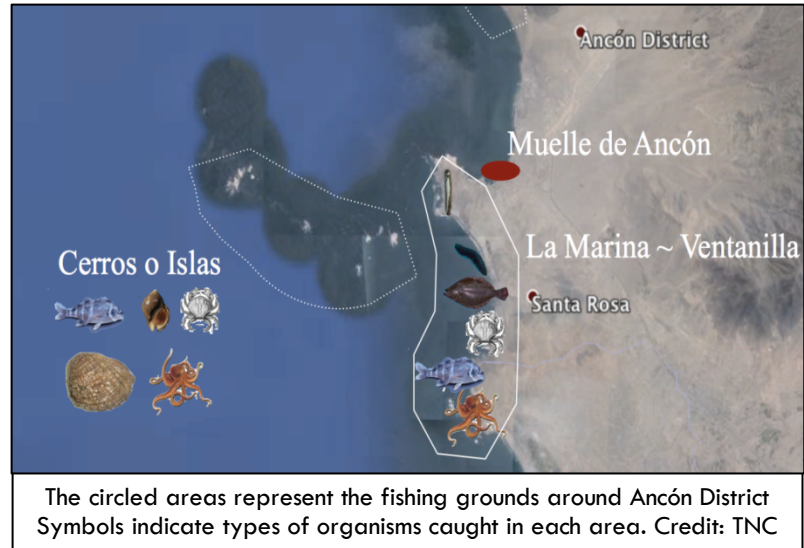 Ancón District
Muelle de Ancón
Cerros o Islas
La Marina ~ Ventanilla
Santa Rosa
The circled areas represent the fishing grounds around Ancón District
Symbols indicate types of organisms caught in each area. Credit: TNC